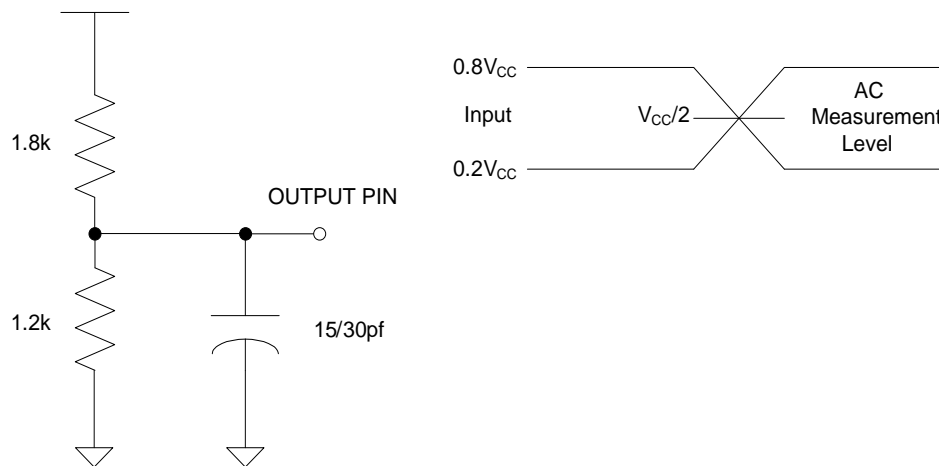 1.8k
OUTPUT PIN
1.2k
15/30pf
0.8VCC
Input
VCC/2
0.2VCC
AC
Measurement
Level